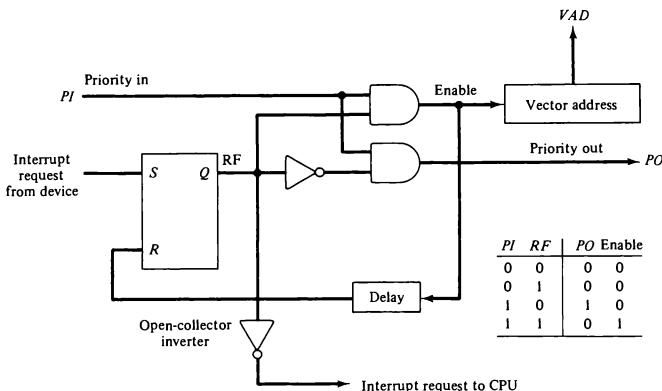 VAD
Priority in
PI
Enable
Vector address
Interrupt
request
from device
S
Q
RF
Priority out
PO
R
Delay
PI RF PO Enable
0 0 0 0
0 1 0 0
1 0 1 0
1 1 0 1
Open-collector
inverter
Interrupt request to CPU